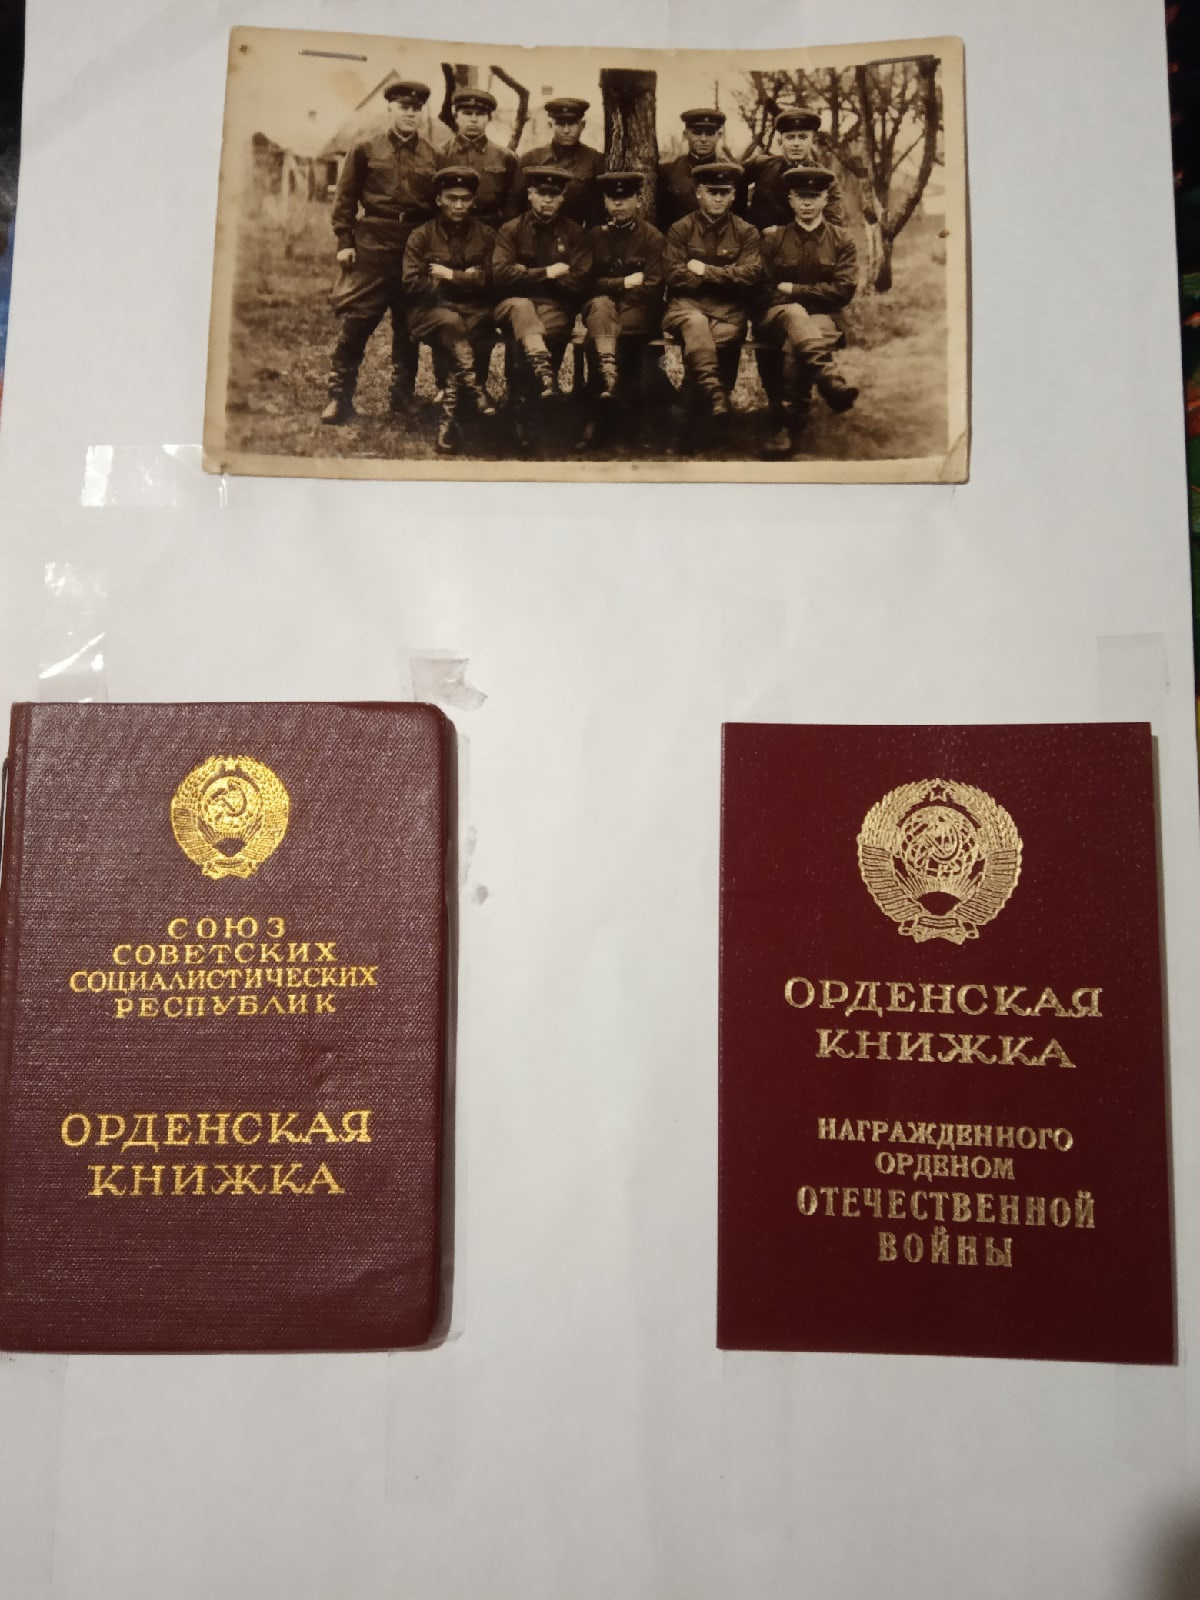 СОЮЗ
СОВЕТСКИХ
СОЦИАЛИСТИЧЕСКИХ
РЕСПУБЛИК
ОРДЕНСКАЯ
КНИЖКА
ОРДЕНСКАЯ
КНИЖКА
НАГРАЖДЕННОГО
ОРДЕНОМ
ОТЕЧЕСТВЕННОЙ
ВОЙНЫ